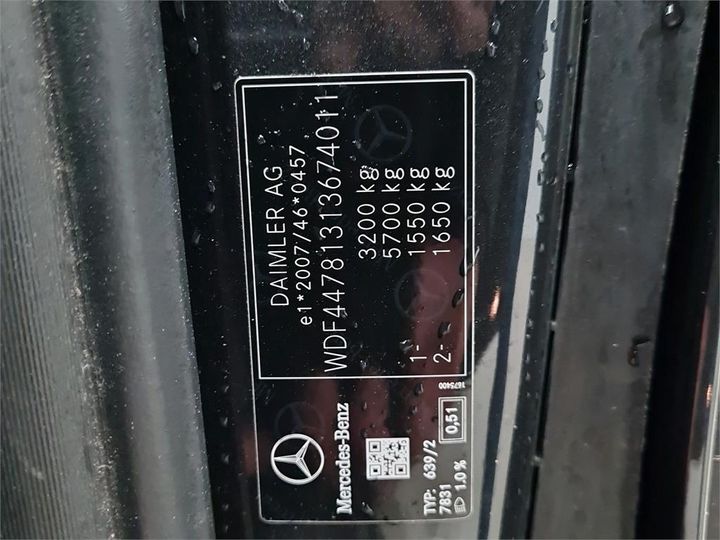 DAIMLER AG
e1*2007/46*0457
WDF44781313674011
3200 kg
5700 kg
1- 1550 kg
2- 1650 kg
Mercedes-Benz
TYP: 639/2
7831
1.0%
0,51
1675400